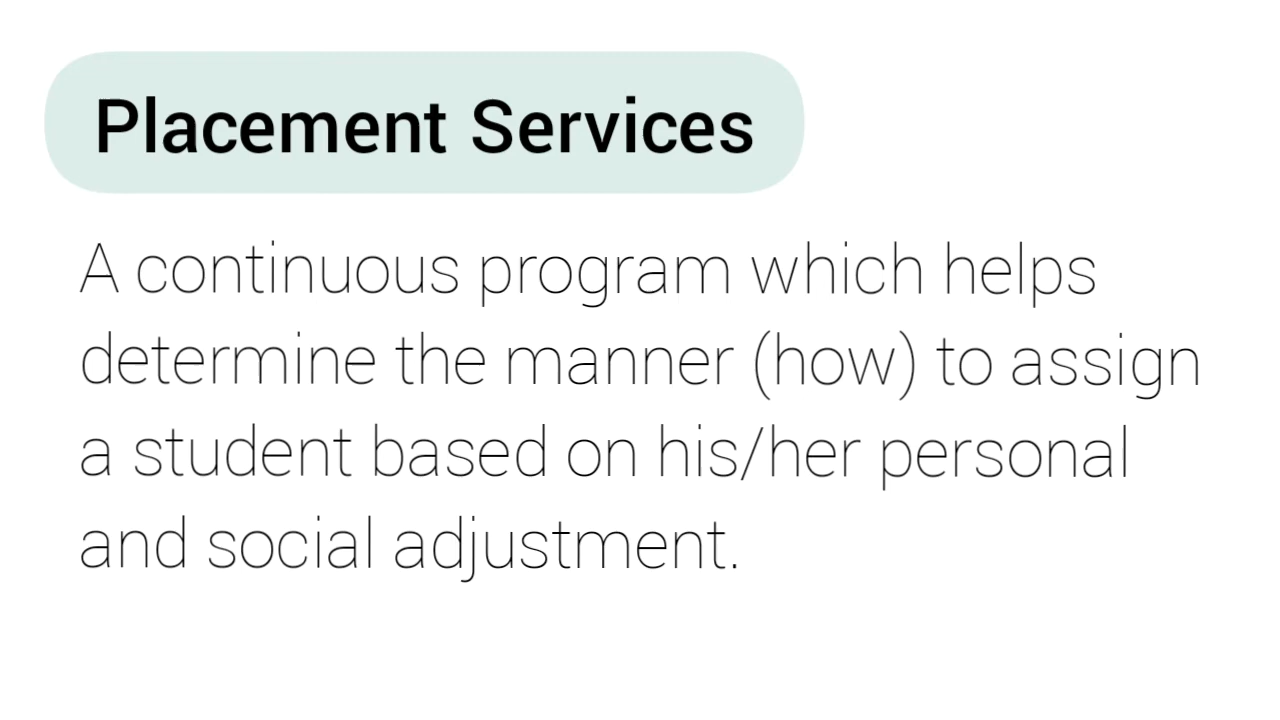 Placement Services
A continuous program which helps
determine the manner (how) to assign
a student based on his/her personal
and social adjustment.